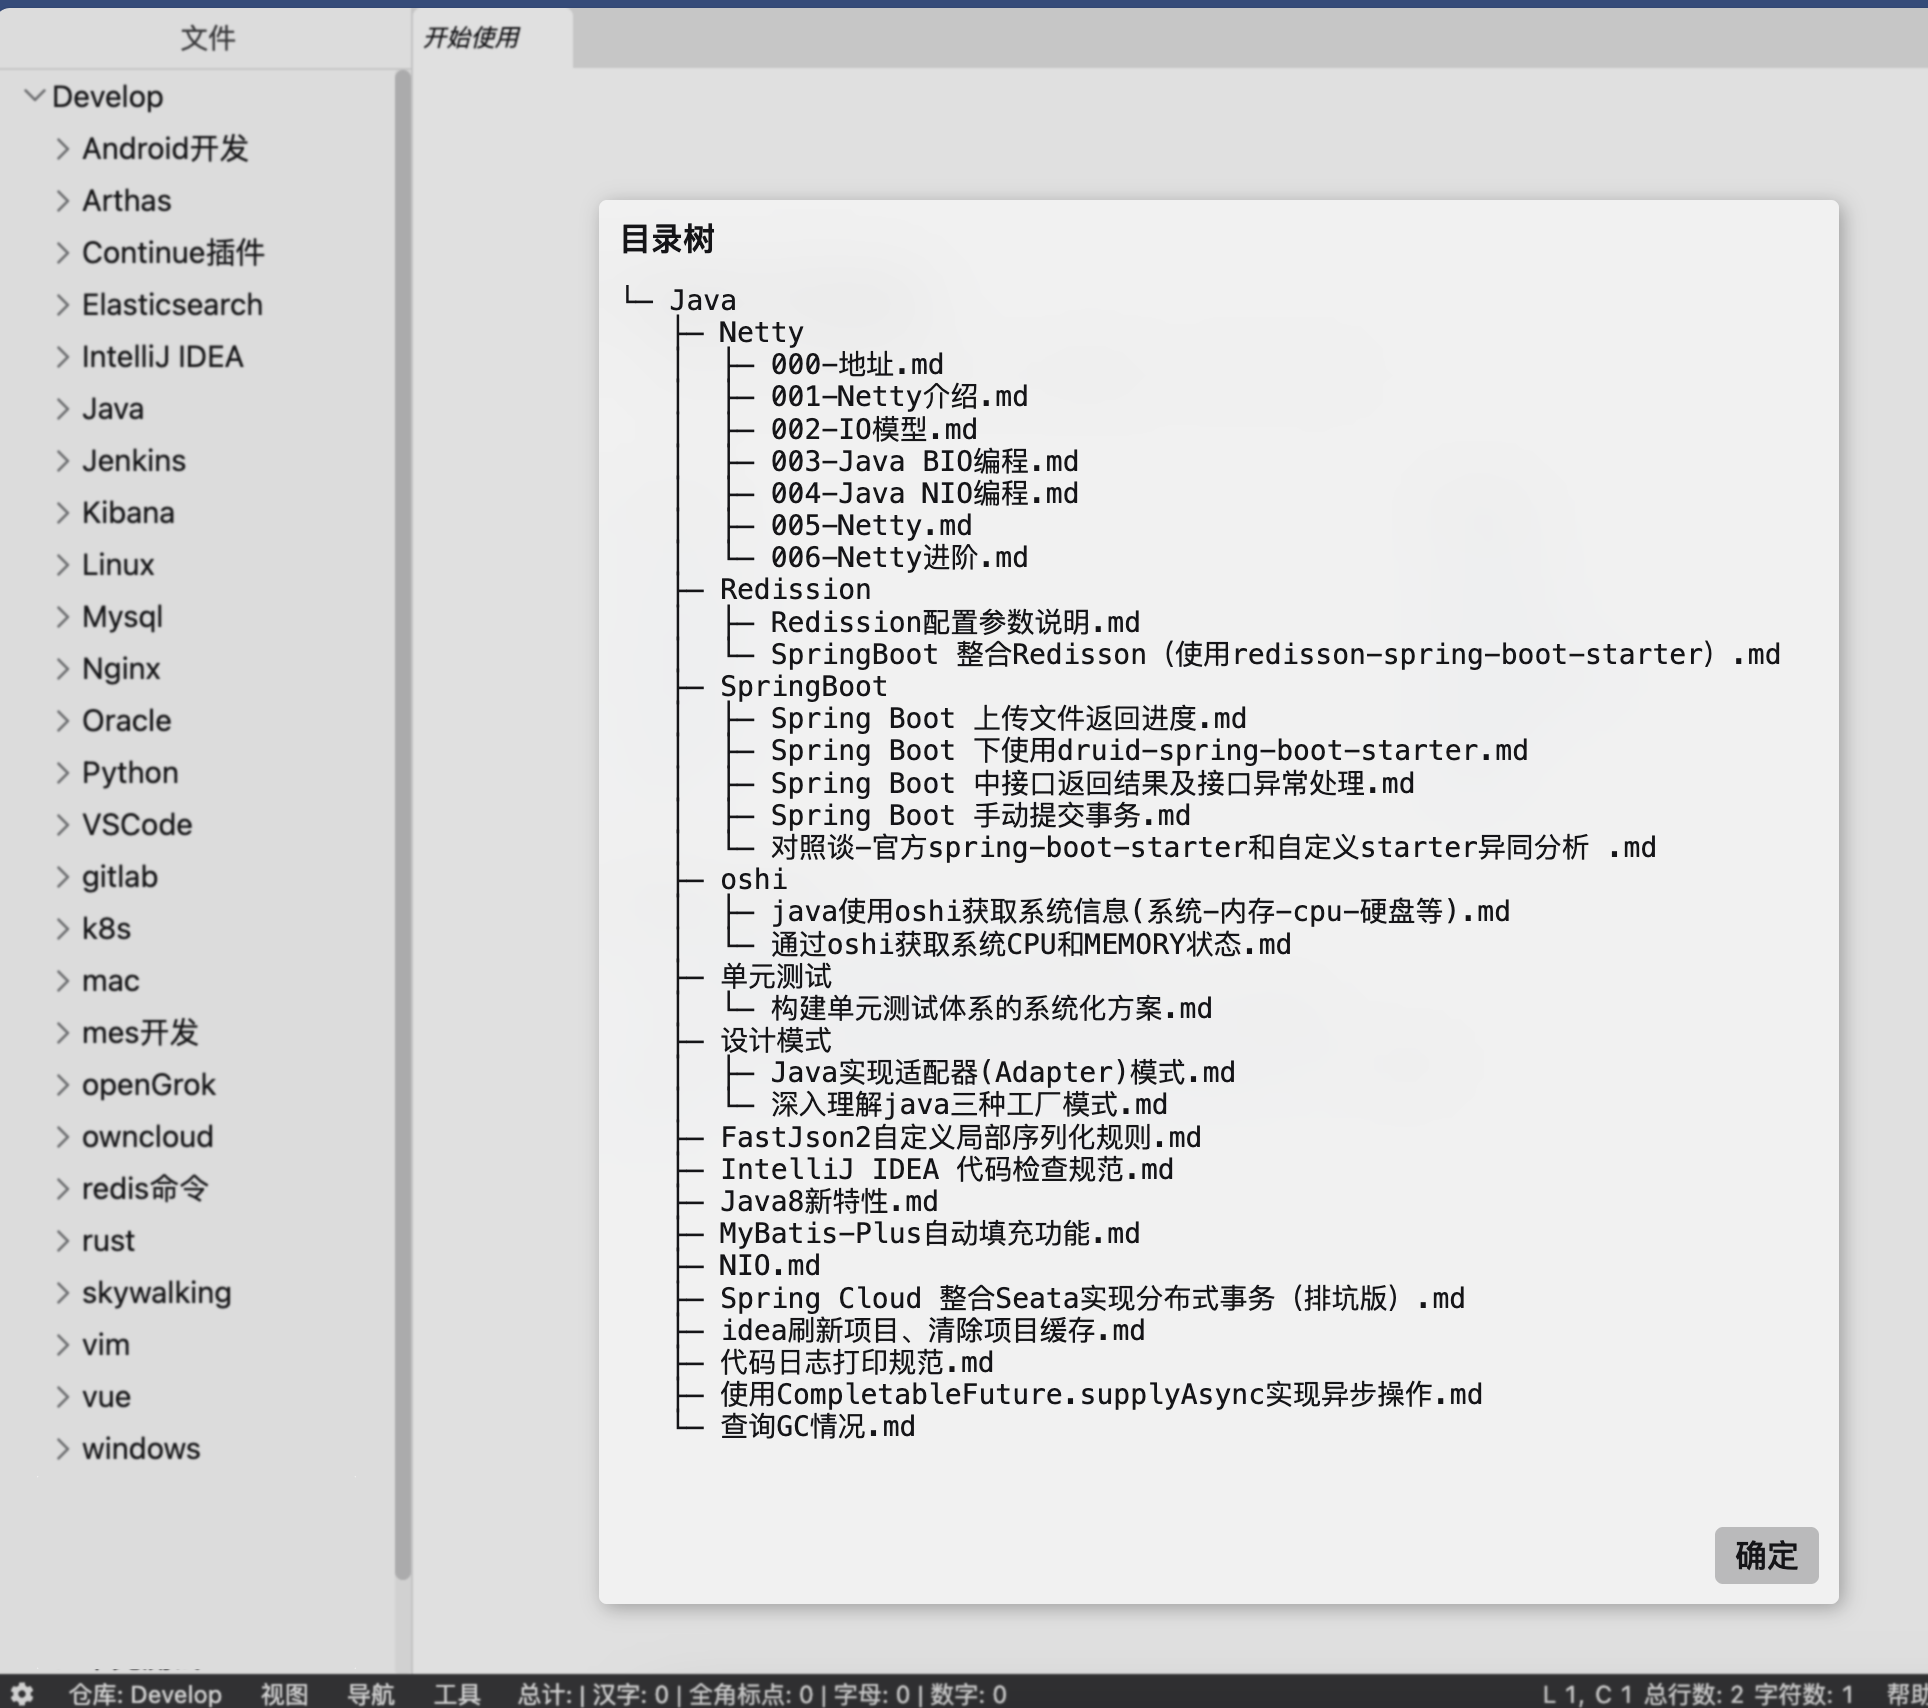 文件
开始使用
Develop
Android开发
Arthas
Continue插件
Elasticsearch
IntelliJ IDEA
Java
Jenkins
Kibana
Linux
Mysql
Nginx
Oracle
Python
VSCode
gitlab
k8s
mac
mes开发
openGrok
owncloud
redis命令
rust
skywalking
vim
vue
windows
目录树
└─ Java
├─ Netty
├─ 000-地址.md
├─ 001-Netty介绍.md
├─ 002-IO模型.md
├─ 003-Java BIO编程.md
├─ 004-Java NIO编程.md
├─ 005-Netty.md
└─ 006-Netty进阶.md
├─ Redission
├─ Redission配置参数说明.md
└─ SpringBoot 整合Redisson（使用redisson-spring-boot-starter）.md
├─ SpringBoot
├─ Spring Boot 上传文件返回进度.md
├─ Spring Boot 下使用druid-spring-boot-starter.md
├─ Spring Boot 中接口返回结果及接口异常处理.md
├─ Spring Boot 手动提交事务.md
└─ 对照谈-官方spring-boot-starter和自定义starter异同分析 .md
├─ oshi
├─ java使用oshi获取系统信息(系统-内存-cpu-硬盘等).md
└─ 通过oshi获取系统CPU和MEMORY状态.md
├─ 单元测试
└─ 构建单元测试体系的系统化方案.md
├─ 设计模式
├─ Java实现适配器(Adapter)模式.md
└─ 深入理解java三种工厂模式.md
├─ FastJson2自定义局部序列化规则.md
├─ IntelliJ IDEA 代码检查规范.md
├─ Java8新特性.md
├─ MyBatis-Plus自动填充功能.md
├─ NIO.md
├─ Spring Cloud 整合Seata实现分布式事务（排坑版）.md
├─ idea刷新项目、清除项目缓存.md
├─ 代码日志打印规范.md
├─ 使用CompletableFuture.supplyAsync实现异步操作.md
└─ 查询GC情况.md
确定
仓库: Develop 视图 导航 工具 总计: | 汉字: 0 | 全角标点: 0 | 字母: 0 | 数字: 0 L 1, C 1 总行数: 2 字符数: 1 帮助